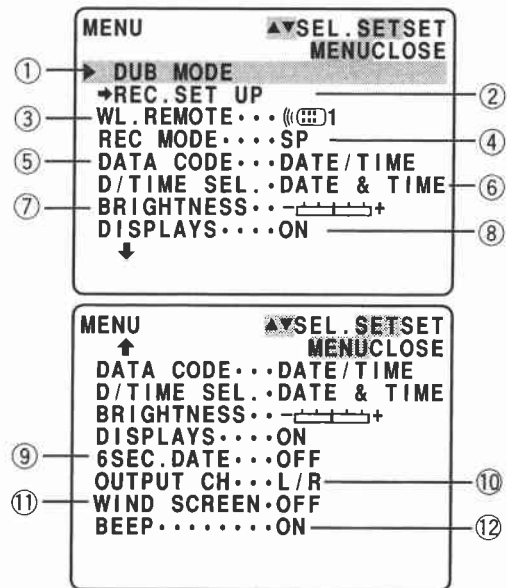 MENU ▲▼SEL.SETSET
MENUCLOSE
① ▶ DUB MODE
➔REC.SET UP ②
③ WL.REMOTE··· 1
REC MODE····SP ④
⑤ DATA CODE···DATE/TIME
D/TIME SEL.·DATE & TIME ⑥
⑦ BRIGHTNESS··− +
DISPLAYS····ON ⑧
⬇
MENU ▲▼SEL.SETSET
⬆ MENUCLOSE
DATA CODE···DATE/TIME
D/TIME SEL.·DATE & TIME
BRIGHTNESS··− +
DISPLAYS····ON
⑨ 6SEC.DATE···OFF
OUTPUT CH···L/R ⑩
⑪ WIND SCREEN·OFF
BEEP········ON ⑫